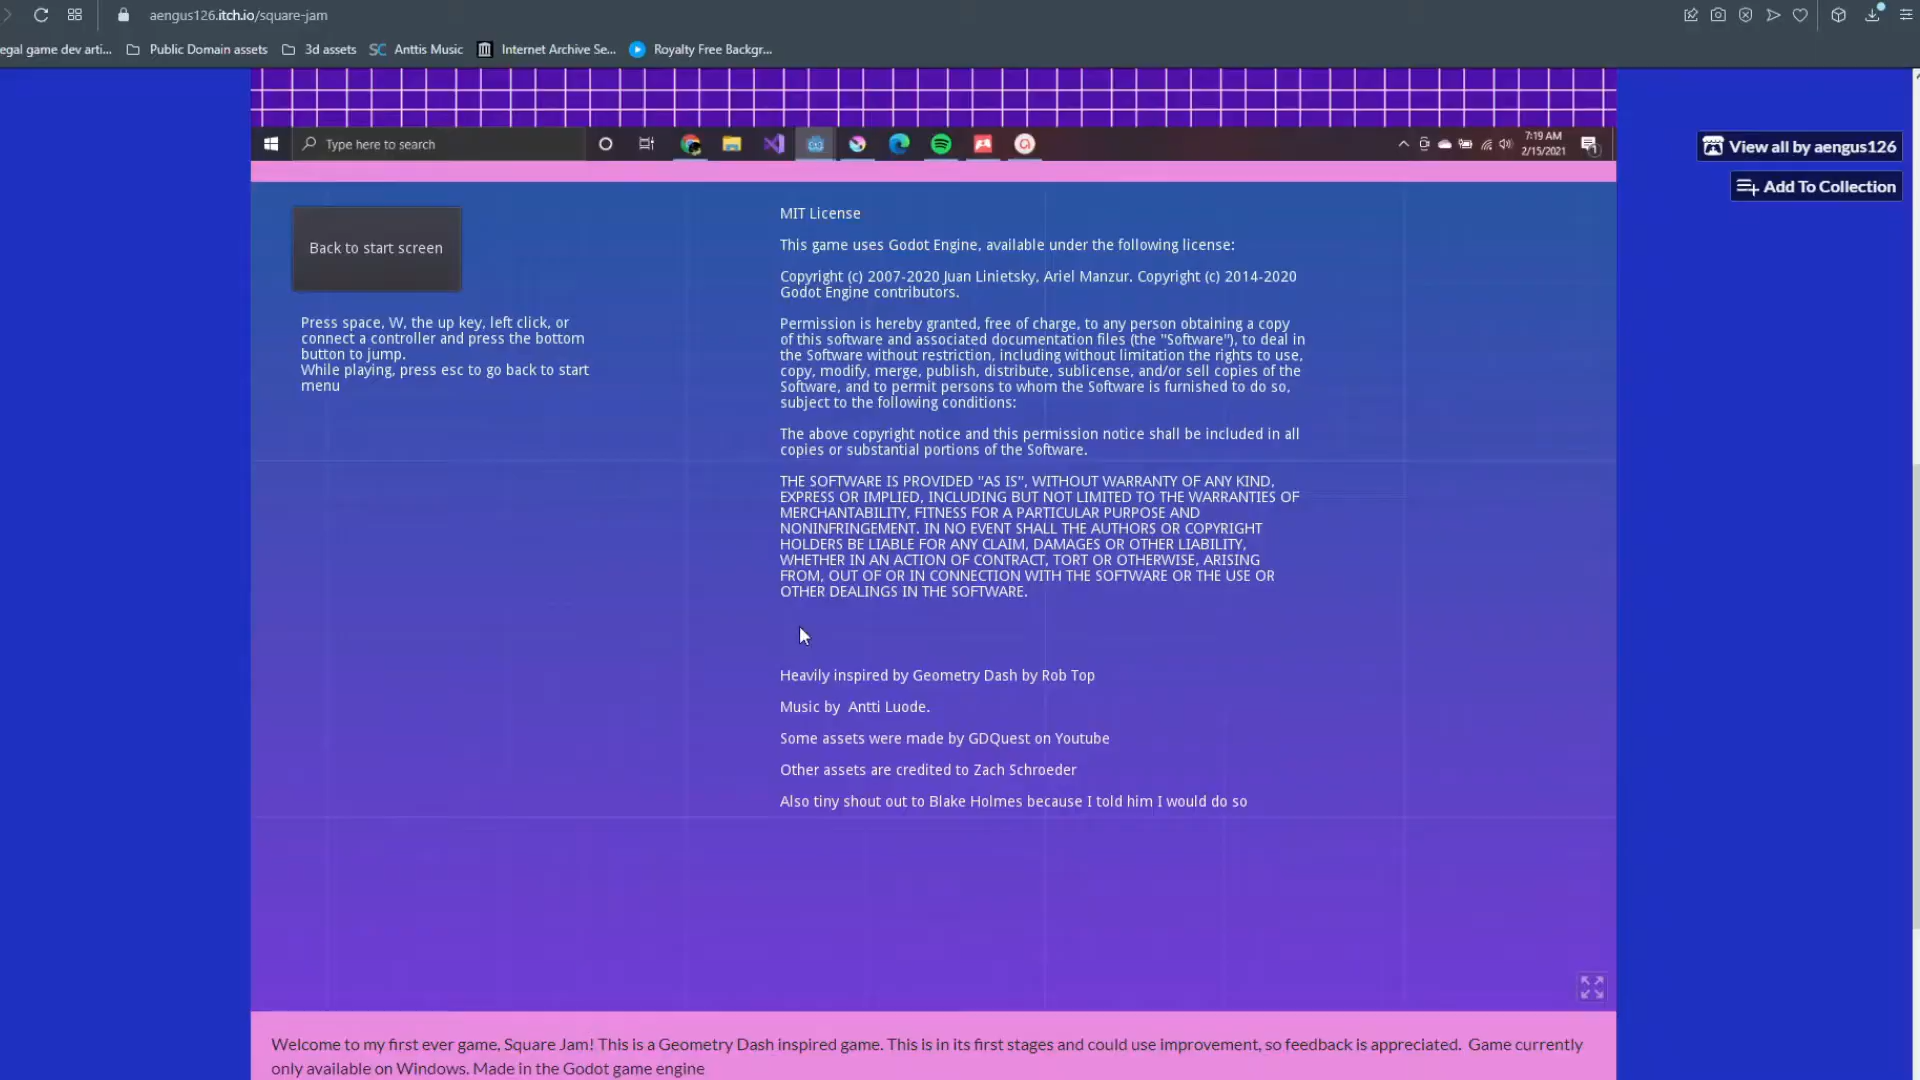 aengus126.itch.io/square-jam
egal game dev arti... Public Domain assets 3d assets Anttis Music Internet Archive Se... Royalty Free Backgr...
Type here to search
7:19 AM
2/15/2021
View all by aengus126
Add To Collection
Back to start screen
Press space, W, the up key, left click, or
connect a controller and press the bottom
button to jump.
While playing, press esc to go back to start
menu
MIT License
This game uses Godot Engine, available under the following license:
Copyright (c) 2007-2020 Juan Linietsky, Ariel Manzur. Copyright (c) 2014-2020
Godot Engine contributors.
Permission is hereby granted, free of charge, to any person obtaining a copy
of this software and associated documentation files (the "Software"), to deal in
the Software without restriction, including without limitation the rights to use,
copy, modify, merge, publish, distribute, sublicense, and/or sell copies of the
Software, and to permit persons to whom the Software is furnished to do so,
subject to the following conditions:
The above copyright notice and this permission notice shall be included in all
copies or substantial portions of the Software.
THE SOFTWARE IS PROVIDED "AS IS", WITHOUT WARRANTY OF ANY KIND,
EXPRESS OR IMPLIED, INCLUDING BUT NOT LIMITED TO THE WARRANTIES OF
MERCHANTABILITY, FITNESS FOR A PARTICULAR PURPOSE AND
NONINFRINGEMENT. IN NO EVENT SHALL THE AUTHORS OR COPYRIGHT
HOLDERS BE LIABLE FOR ANY CLAIM, DAMAGES OR OTHER LIABILITY,
WHETHER IN AN ACTION OF CONTRACT, TORT OR OTHERWISE, ARISING
FROM, OUT OF OR IN CONNECTION WITH THE SOFTWARE OR THE USE OR
OTHER DEALINGS IN THE SOFTWARE.
Heavily inspired by Geometry Dash by Rob Top
Music by Antti Luode.
Some assets were made by GDQuest on Youtube
Other assets are credited to Zach Schroeder
Also tiny shout out to Blake Holmes because I told him I would do so
Welcome to my first ever game, Square Jam! This is a Geometry Dash inspired game. This is in its first stages and could use improvement, so feedback is appreciated. Game currently
only available on Windows. Made in the Godot game engine